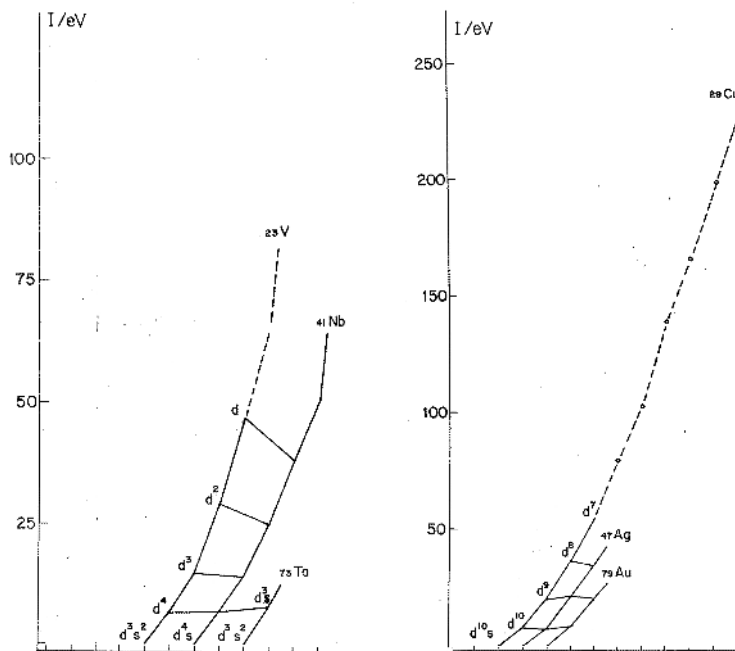 I/eV
100
75
50
25
23V
41Nb
73Ta
d
d²
d³
d⁴
d³s
d³s²
d⁴s
d³s²
I/eV
250
200
150
100
50
29Cu
47Ag
79Au
d⁷
d⁸
d⁹
d¹⁰
d¹⁰s